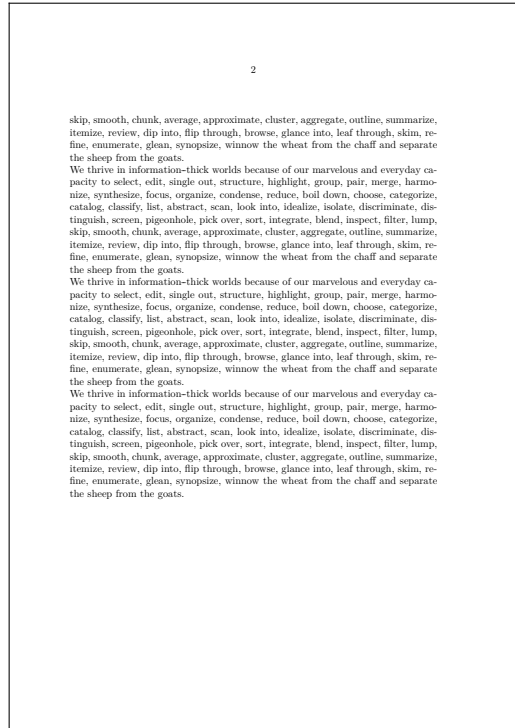 2
skip, smooth, chunk, average, approximate, cluster, aggregate, outline, summarize,
itemize, review, dip into, flip through, browse, glance into, leaf through, skim, re-
fine, enumerate, glean, synopsize, winnow the wheat from the chaff and separate
the sheep from the goats.
We thrive in information-thick worlds because of our marvelous and everyday ca-
pacity to select, edit, single out, structure, highlight, group, pair, merge, harmo-
nize, synthesize, focus, organize, condense, reduce, boil down, choose, categorize,
catalog, classify, list, abstract, scan, look into, idealize, isolate, discriminate, dis-
tinguish, screen, pigeonhole, pick over, sort, integrate, blend, inspect, filter, lump,
skip, smooth, chunk, average, approximate, cluster, aggregate, outline, summarize,
itemize, review, dip into, flip through, browse, glance into, leaf through, skim, re-
fine, enumerate, glean, synopsize, winnow the wheat from the chaff and separate
the sheep from the goats.
We thrive in information-thick worlds because of our marvelous and everyday ca-
pacity to select, edit, single out, structure, highlight, group, pair, merge, harmo-
nize, synthesize, focus, organize, condense, reduce, boil down, choose, categorize,
catalog, classify, list, abstract, scan, look into, idealize, isolate, discriminate, dis-
tinguish, screen, pigeonhole, pick over, sort, integrate, blend, inspect, filter, lump,
skip, smooth, chunk, average, approximate, cluster, aggregate, outline, summarize,
itemize, review, dip into, flip through, browse, glance into, leaf through, skim, re-
fine, enumerate, glean, synopsize, winnow the wheat from the chaff and separate
the sheep from the goats.
We thrive in information-thick worlds because of our marvelous and everyday ca-
pacity to select, edit, single out, structure, highlight, group, pair, merge, harmo-
nize, synthesize, focus, organize, condense, reduce, boil down, choose, categorize,
catalog, classify, list, abstract, scan, look into, idealize, isolate, discriminate, dis-
tinguish, screen, pigeonhole, pick over, sort, integrate, blend, inspect, filter, lump,
skip, smooth, chunk, average, approximate, cluster, aggregate, outline, summarize,
itemize, review, dip into, flip through, browse, glance into, leaf through, skim, re-
fine, enumerate, glean, synopsize, winnow the wheat from the chaff and separate
the sheep from the goats.